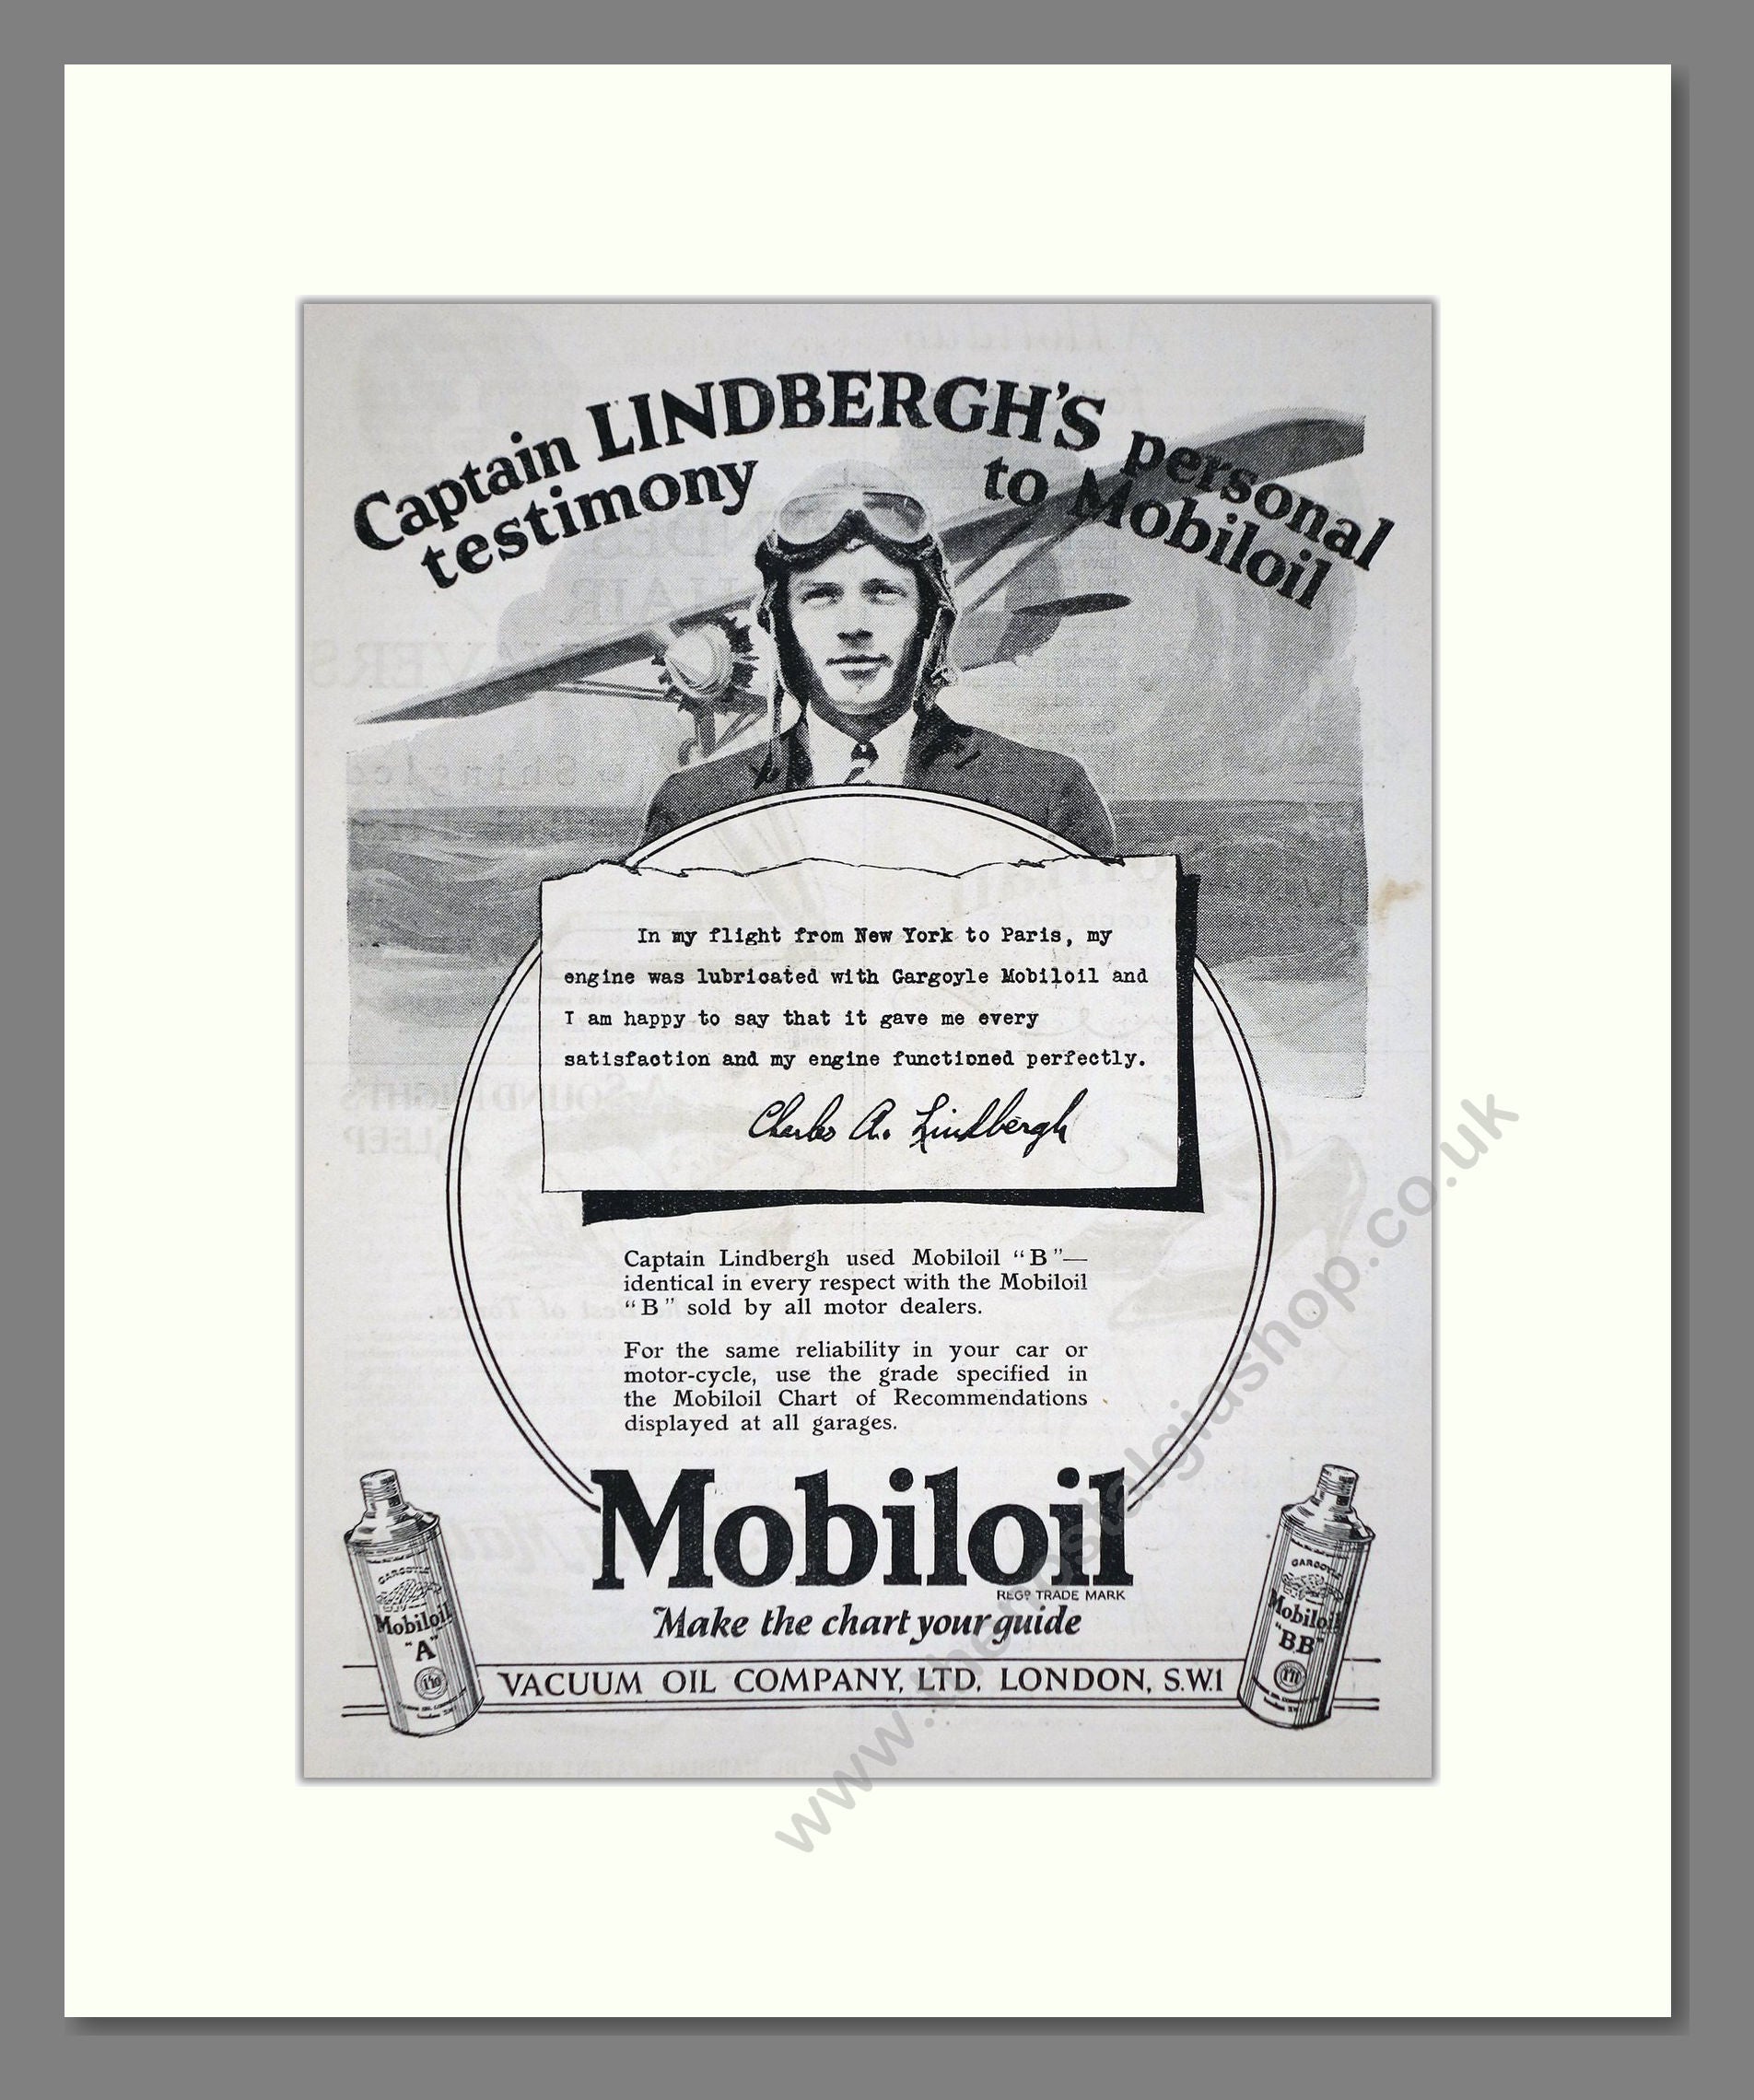 Captain LINDBERGH'S personal
testimony to Mobiloil
In my flight from New York to Paris, my
engine was lubricated with Gargoyle Mobiloil and
I am happy to say that it gave me every
satisfaction and my engine functioned perfectly.
Charles A. Lindbergh
Captain Lindbergh used Mobiloil “B”—
identical in every respect with the Mobiloil
“B” sold by all motor dealers.
For the same reliability in your car or
motor-cycle, use the grade specified in
the Mobiloil Chart of Recommendations
displayed at all garages.
Mobiloil
REGD TRADE MARK
Make the chart your guide
VACUUM OIL COMPANY, LTD. LONDON, S.W.1
GARGOYLE
Mobiloil
"A"
GARGOYLE
Mobiloil
"BB"
www.thenostalgiashop.co.uk